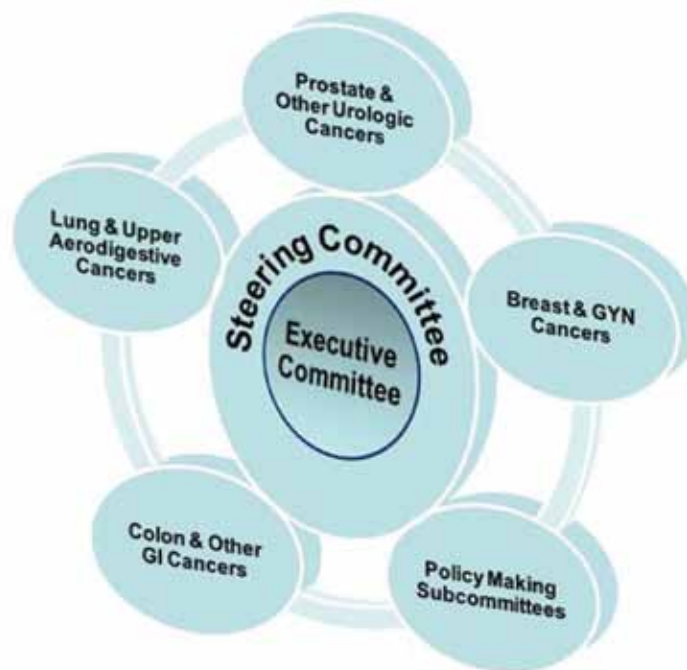 Prostate &
Other Urologic
Cancers
Lung & Upper
Aerodigestive
Cancers
Steering Committee
Executive
Committee
Breast & GYN
Cancers
Colon & Other
GI Cancers
Policy Making
Subcommittees